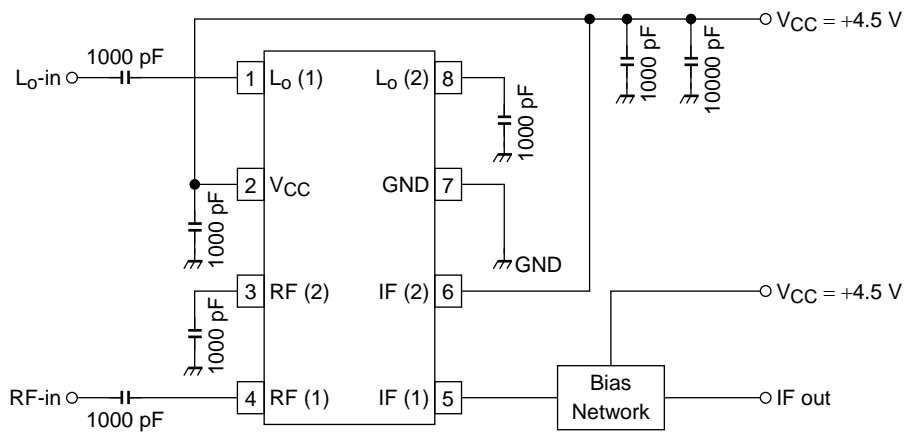 VCC = +4.5 V
1000 pF
1000 pF
10000 pF
Lo-in
1
Lo (1)
Lo (2)
8
1000 pF
2
VCC
GND
7
1000 pF
GND
3
RF (2)
IF (2)
6
VCC = +4.5 V
1000 pF
RF-in
1000 pF
4
RF (1)
IF (1)
5
Bias
Network
IF out